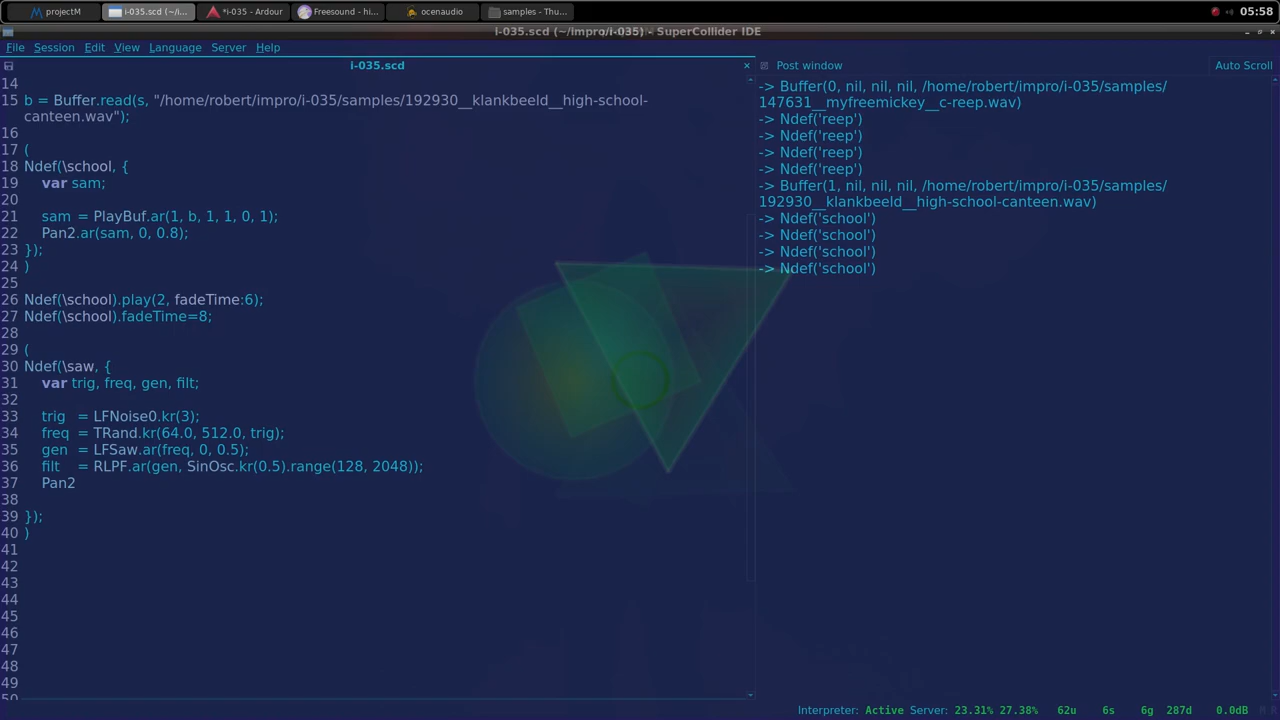 projectM
i-035.scd (~/i...
*i-035 - Ardour
Freesound - hi...
ocenaudio
samples - Thu...
05:58
i-035.scd (~/impro/i-035) - SuperCollider IDE
File Session Edit View Language Server Help
i-035.scd
Post window
Auto Scroll
14
15 b = Buffer.read(s, "/home/robert/impro/i-035/samples/192930__klankbeeld__high-school-
canteen.wav");
16
17 (
18 Ndef(\school, {
19 var sam;
20
21 sam = PlayBuf.ar(1, b, 1, 1, 0, 1);
22 Pan2.ar(sam, 0, 0.8);
23 });
24 )
25
26 Ndef(\school).play(2, fadeTime:6);
27 Ndef(\school).fadeTime=8;
28
29 (
30 Ndef(\saw, {
31 var trig, freq, gen, filt;
32
33 trig = LFNoise0.kr(3);
34 freq = TRand.kr(64.0, 512.0, trig);
35 gen = LFSaw.ar(freq, 0, 0.5);
36 filt = RLPF.ar(gen, SinOsc.kr(0.5).range(128, 2048));
37 Pan2
38
39 });
40 )
41
42
43
44
45
46
47
48
49
50
-> Buffer(0, nil, nil, nil, /home/robert/impro/i-035/samples/
147631__myfreemickey__c-reep.wav)
-> Ndef('reep')
-> Ndef('reep')
-> Ndef('reep')
-> Ndef('reep')
-> Buffer(1, nil, nil, nil, /home/robert/impro/i-035/samples/
192930__klankbeeld__high-school-canteen.wav)
-> Ndef('school')
-> Ndef('school')
-> Ndef('school')
-> Ndef('school')
Interpreter: Active Server: 23.31% 27.38% 62u 6s 6g 287d 0.0dB